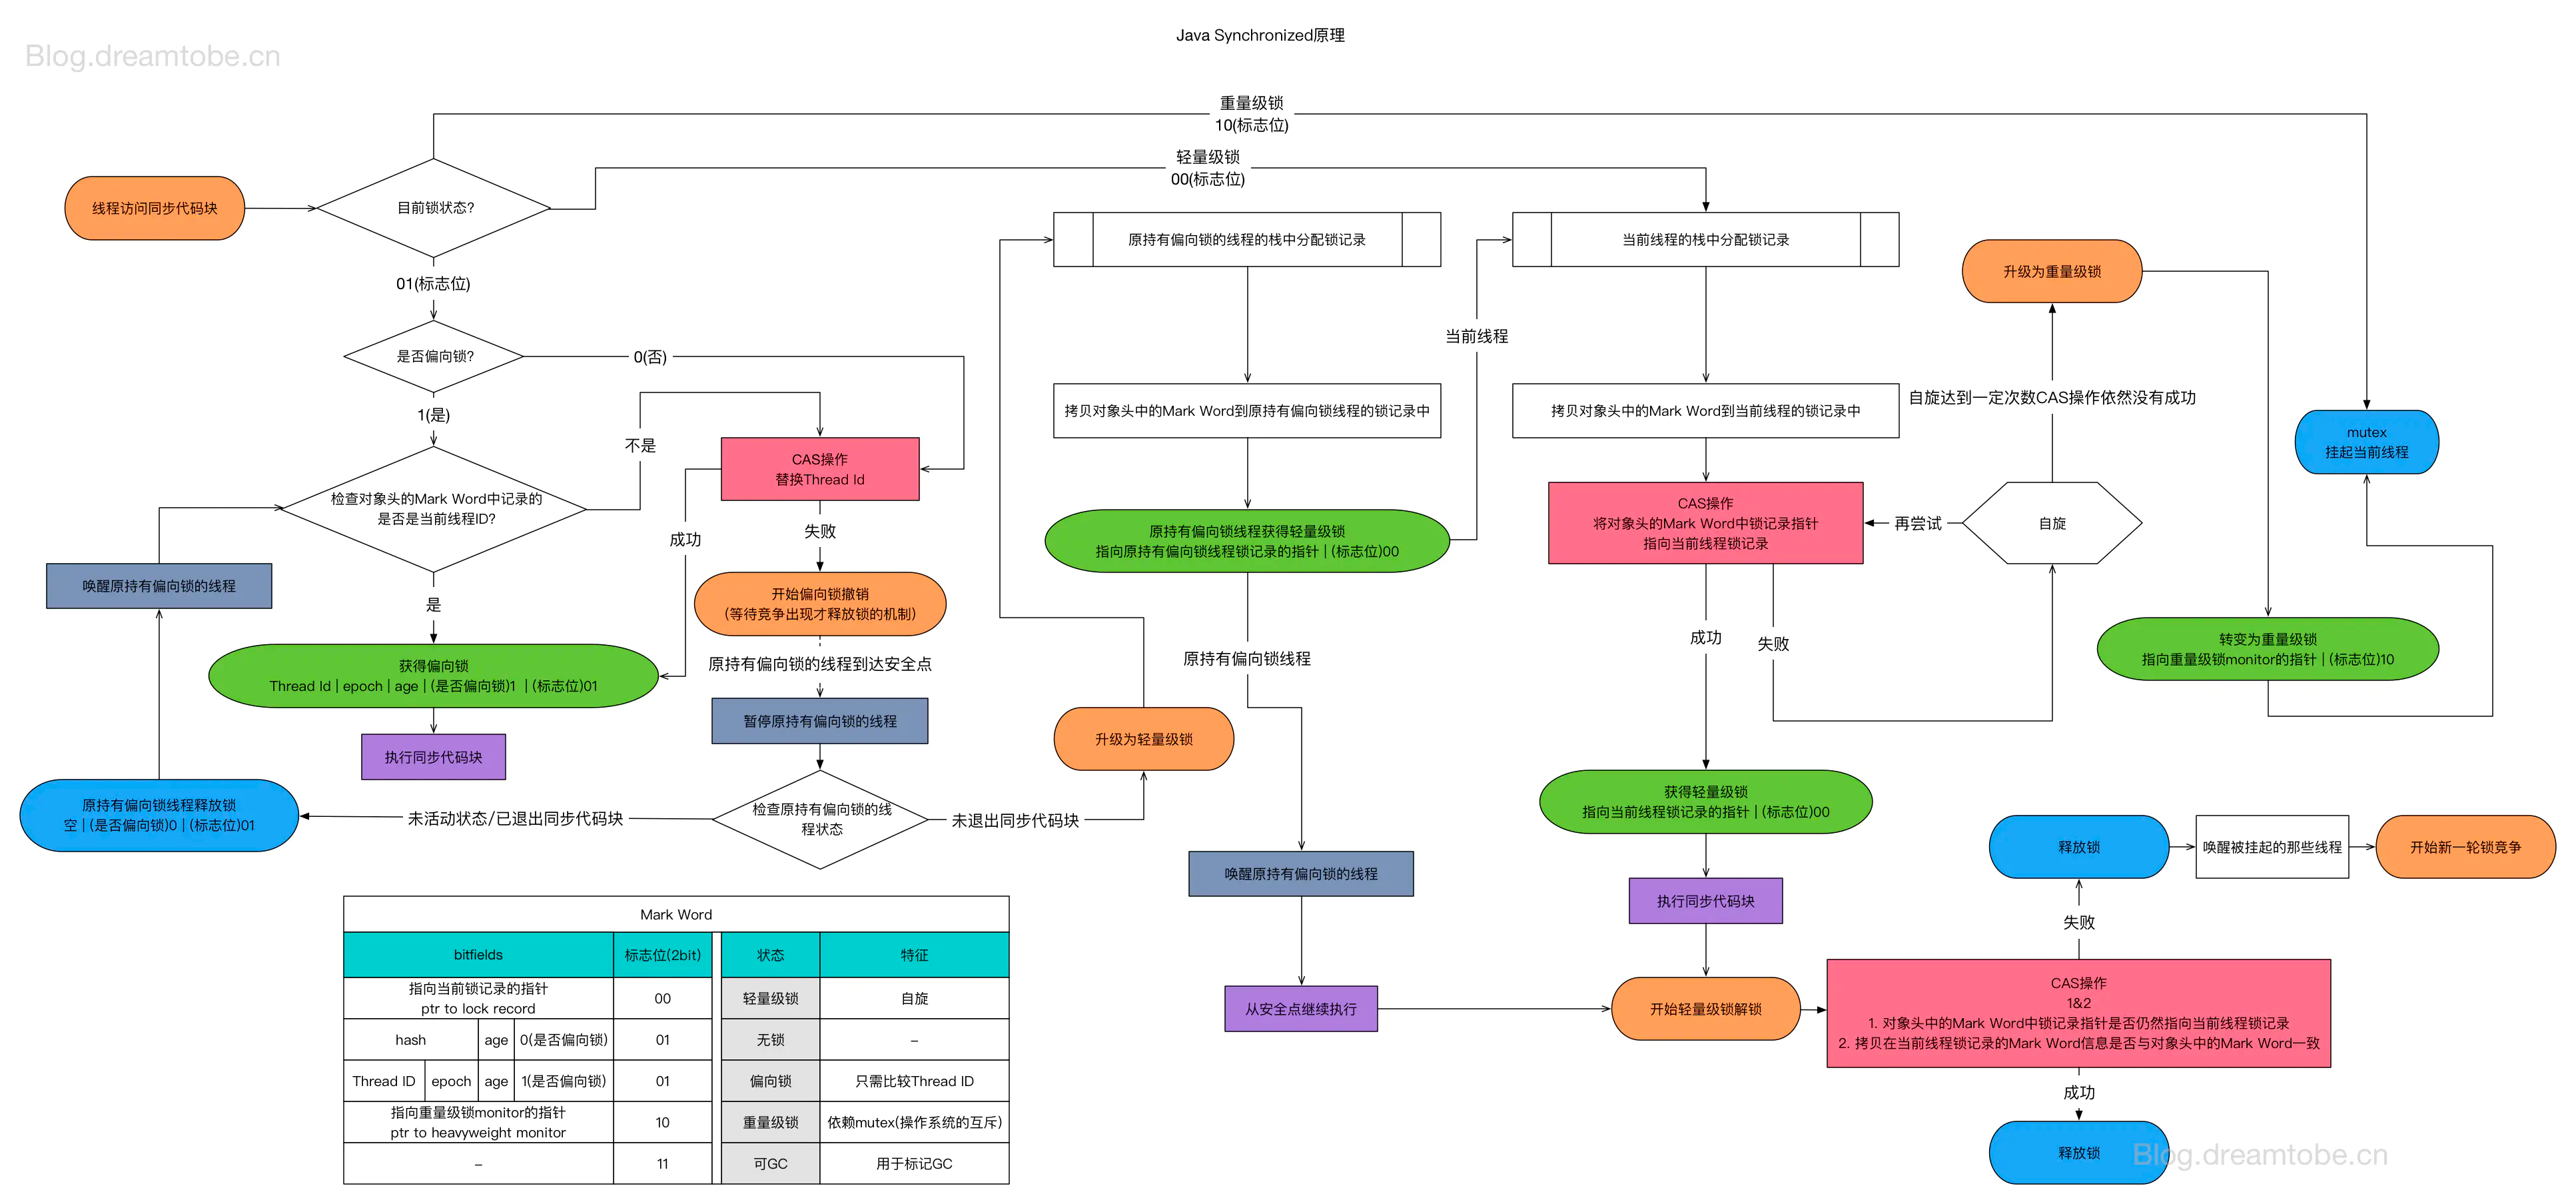 Java Synchronized原理
Blog.dreamtobe.cn
重量级锁
10(标志位)
轻量级锁
00(标志位)
线程访问同步代码块
目前锁状态?
原持有偏向锁的线程的栈中分配锁记录
当前线程的栈中分配锁记录
升级为重量级锁
01(标志位)
当前线程
是否偏向锁?
0(否)
自旋达到一定次数CAS操作依然没有成功
拷贝对象头中的Mark Word到原持有偏向锁线程的锁记录中
拷贝对象头中的Mark Word到当前线程的锁记录中
1(是)
mutex
挂起当前线程
不是
CAS操作
替换Thread Id
检查对象头的Mark Word中记录的
是否是当前线程ID?
CAS操作
将对象头的Mark Word中锁记录指针
指向当前线程锁记录
再尝试
自旋
失败
成功
原持有偏向锁线程获得轻量级锁
指向原持有偏向锁线程锁记录的指针 | (标志位)00
唤醒原持有偏向锁的线程
是
开始偏向锁撤销
(等待竞争出现才释放锁的机制)
成功
失败
转变为重量级锁
指向重量级锁monitor的指针 | (标志位)10
原持有偏向锁的线程到达安全点
原持有偏向锁线程
获得偏向锁
Thread Id | epoch | age | (是否偏向锁)1 | (标志位)01
暂停原持有偏向锁的线程
升级为轻量级锁
执行同步代码块
原持有偏向锁线程释放锁
空 | (是否偏向锁)0 | (标志位)01
未活动状态/已退出同步代码块
检查原持有偏向锁的线
程状态
未退出同步代码块
获得轻量级锁
指向当前线程锁记录的指针 | (标志位)00
释放锁
唤醒被挂起的那些线程
开始新一轮锁竞争
唤醒原持有偏向锁的线程
执行同步代码块
失败
从安全点继续执行
开始轻量级锁解锁
CAS操作
1&2
1. 对象头中的Mark Word中锁记录指针是否仍然指向当前线程锁记录
2. 拷贝在当前线程锁记录的Mark Word信息是否与对象头中的Mark Word一致
成功
释放锁
Blog.dreamtobe.cn
Mark Word
bitfields 标志位(2bit) 状态 特征
指向当前锁记录的指针
ptr to lock record 00 轻量级锁 自旋
hash age 0(是否偏向锁) 01 无锁 –
Thread ID epoch age 1(是否偏向锁) 01 偏向锁 只需比较Thread ID
指向重量级锁monitor的指针
ptr to heavyweight monitor 10 重量级锁 依赖mutex(操作系统的互斥)
– 11 可GC 用于标记GC